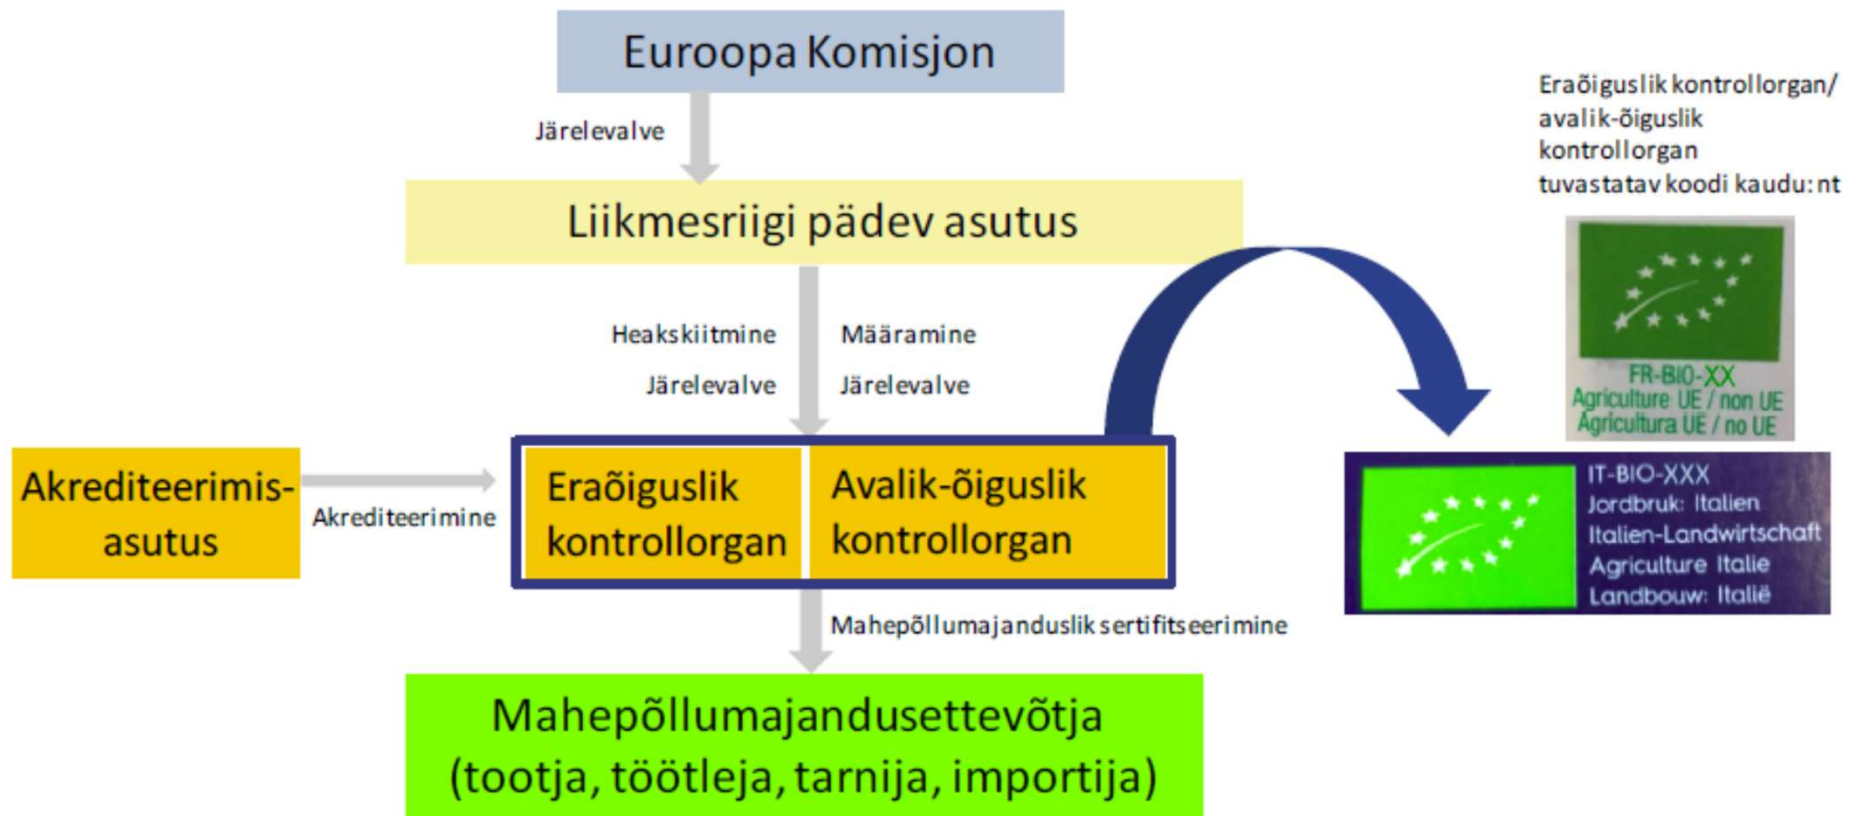 Euroopa Komisjon
Järelevalve
Liikmesriigi pädev asutus
Heakskiitmine
Määramine
Järelevalve
Järelevalve
Akrediteerimis-
asutus
Akrediteerimine
Eraõiguslik
kontrollorgan
Avalik-õiguslik
kontrollorgan
Mahepõllumajanduslik sertifitseerimine
Mahepõllumajandusettevõtja
(tootja, töötleja, tarnija, importija)
Eraõiguslik kontrollorgan/
avalik-õiguslik
kontrollorgan
tuvastatav koodi kaudu: nt
FR-BIO-XX
Agriculture UE / non UE
Agricultura UE / no UE
IT-BIO-XXX
Jordbruk: Italien
Italien-Landwirtschaft
Agriculture Italie
Landbouw: Italië